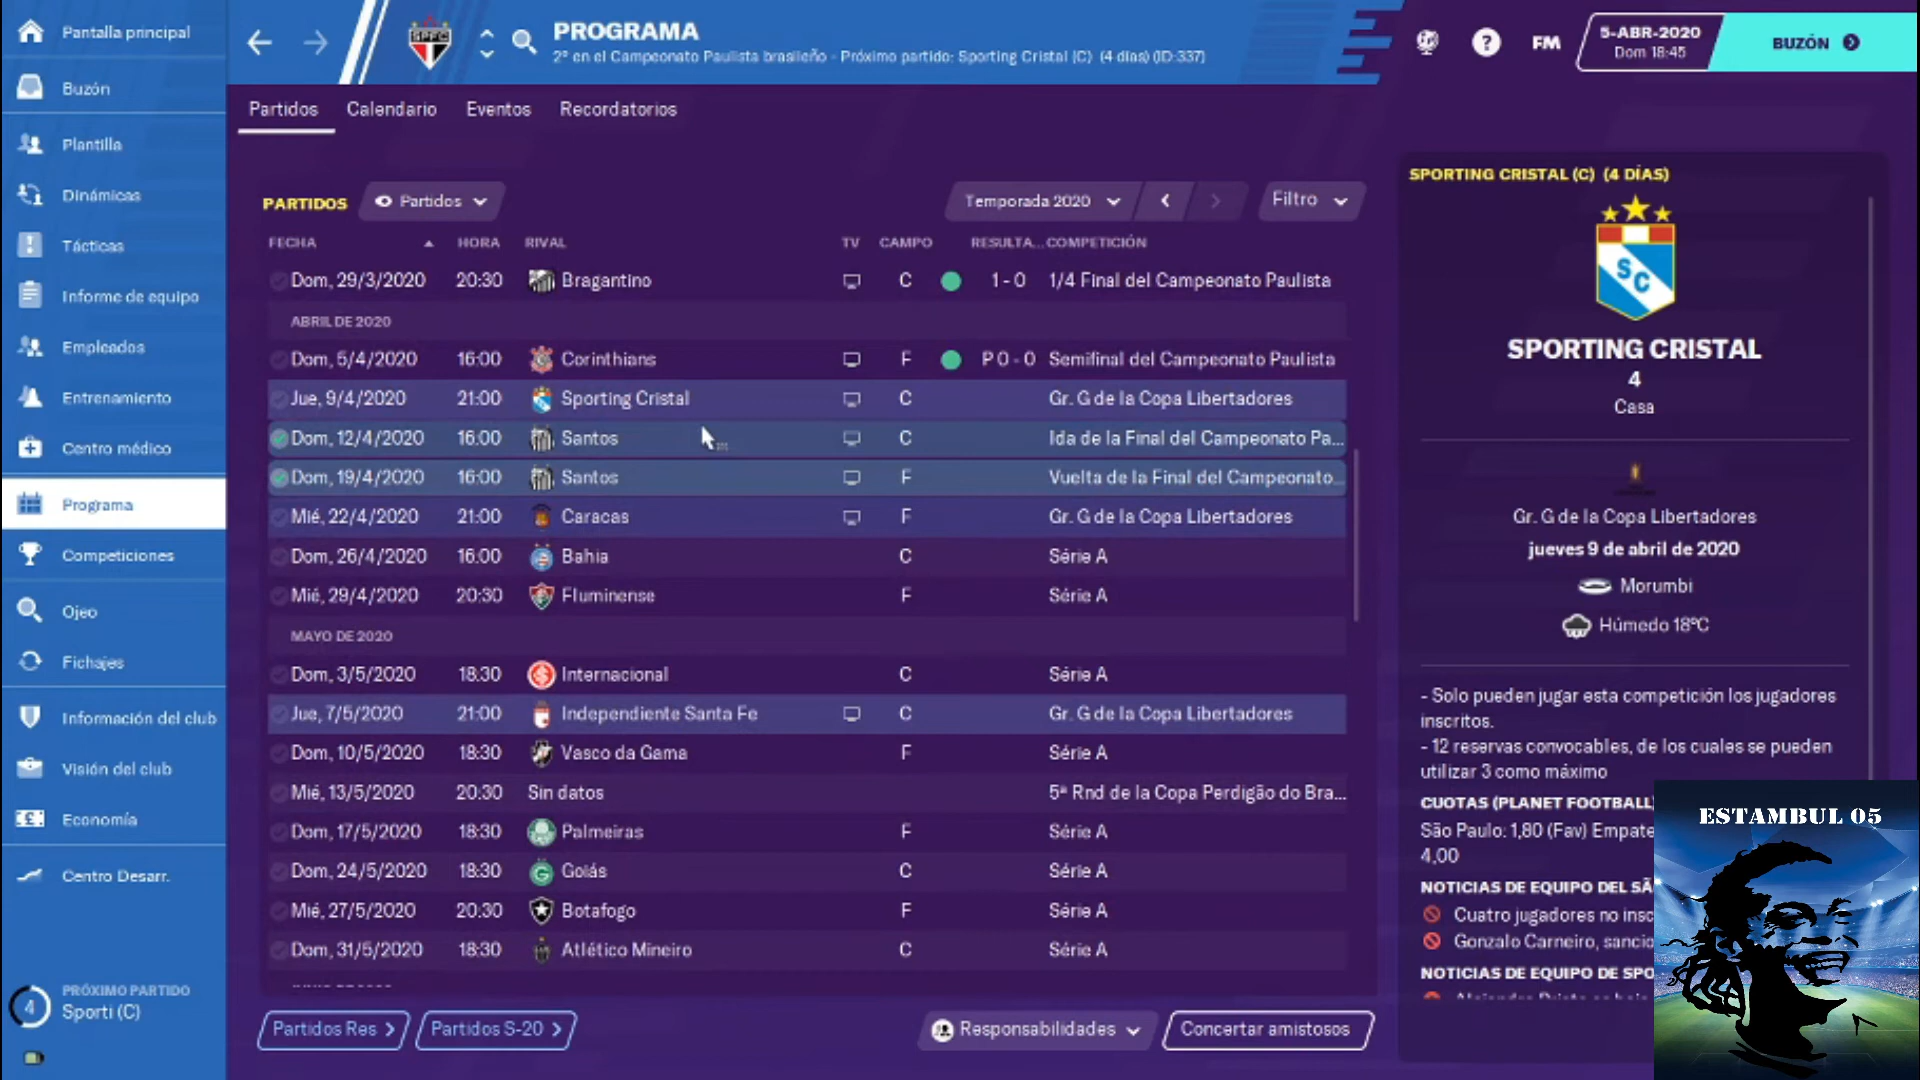 Pantalla principal
Buzón
Plantilla
Dinámicas
Tácticas
Informe de equipo
Empleados
Entrenamiento
Centro médico
Programa
Competiciones
Ojeo
Fichajes
Información del club
Visión del club
Economía
Centro Desarr.
4
PRÓXIMO PARTIDO
Sporti (C)
SPFC
PROGRAMA
2º en el Campeonato Paulista brasileño - Próximo partido: Sporting Cristal (C) (4 días) (ID:337)
?
FM
5-ABR-2020
Dom 18:45
BUZÓN
Partidos Calendario Eventos Recordatorios
PARTIDOS Partidos Temporada 2020 Filtro
FECHA HORA RIVAL TV CAMPO RESULTA... COMPETICIÓN
Dom, 29/3/2020 20:30 Bragantino C 1 - 0 1/4 Final del Campeonato Paulista
ABRIL DE 2020
Dom, 5/4/2020 16:00 Corinthians F P 0 - 0 Semifinal del Campeonato Paulista
Jue, 9/4/2020 21:00 Sporting Cristal C Gr. G de la Copa Libertadores
Dom, 12/4/2020 16:00 Santos C Ida de la Final del Campeonato Pa...
Dom, 19/4/2020 16:00 Santos F Vuelta de la Final del Campeonato...
Mié, 22/4/2020 21:00 Caracas F Gr. G de la Copa Libertadores
Dom, 26/4/2020 16:00 Bahia C Série A
Mié, 29/4/2020 20:30 Fluminense F Série A
MAYO DE 2020
Dom, 3/5/2020 18:30 Internacional C Série A
Jue, 7/5/2020 21:00 Independiente Santa Fe C Gr. G de la Copa Libertadores
Dom, 10/5/2020 18:30 Vasco da Gama F Série A
Mié, 13/5/2020 20:30 Sin datos 5ª Rnd de la Copa Perdigão do Bra...
Dom, 17/5/2020 18:30 Palmeiras F Série A
Dom, 24/5/2020 18:30 Goiás C Série A
Mié, 27/5/2020 20:30 Botafogo F Série A
Dom, 31/5/2020 18:30 Atlético Mineiro C Série A
Partidos Res Partidos S-20 Responsabilidades Concertar amistosos
SPORTING CRISTAL (C) (4 DÍAS)
SC
SPORTING CRISTAL
4
Casa
Gr. G de la Copa Libertadores
jueves 9 de abril de 2020
Morumbi
Húmedo 18ºC
- Solo pueden jugar esta competición los jugadores
inscritos.
- 12 reservas convocables, de los cuales se pueden
utilizar 3 como máximo
CUOTAS (PLANET FOOTBALL)
São Paulo: 1,80 (Fav) Empate
4,00
NOTICIAS DE EQUIPO DEL SÃ
Cuatro jugadores no insc
Gonzalo Carneiro, sancio
NOTICIAS DE EQUIPO DE SPO
ESTAMBUL 05